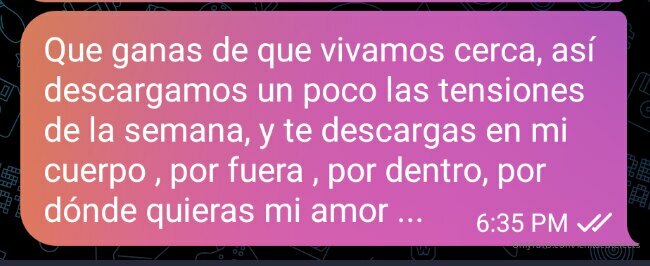 Que ganas de que vivamos cerca, así
descargamos un poco las tensiones
de la semana, y te descargas en mi
cuerpo , por fuera , por dentro, por
dónde quieras mi amor ...
6:35 PM